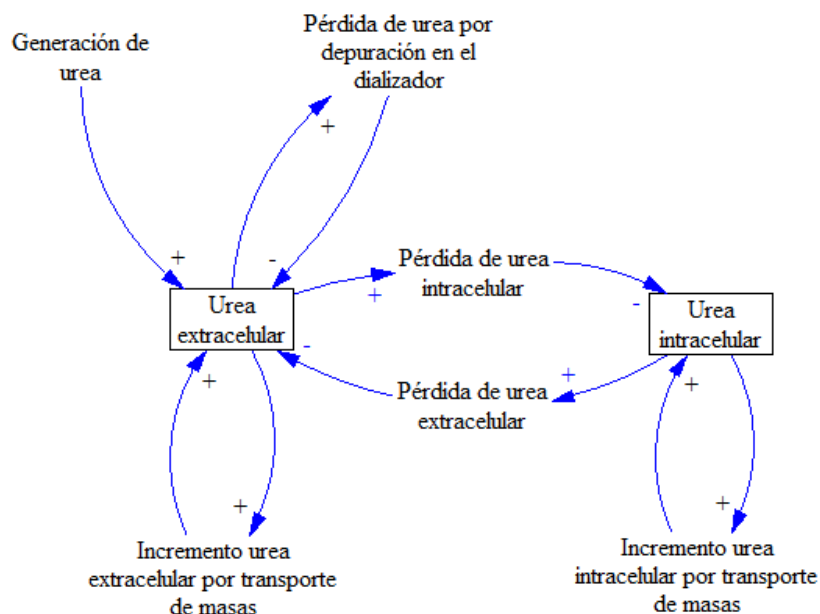 Generación de
urea
Pérdida de urea por
depuración en el
dializador
+
+
-
Pérdida de urea
intracelular
+
-
Urea
extracelular
Urea
intracelular
-
+
Pérdida de urea
extracelular
+
+
+
+
Incremento urea
extracelular por transporte
de masas
Incremento urea
intracelular por transporte
de masas